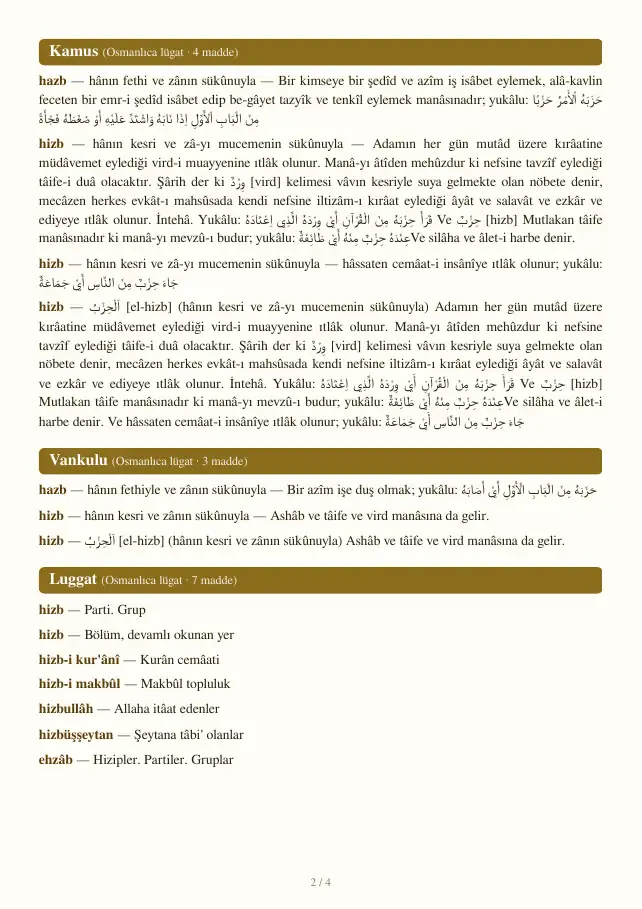 Kamus (Osmanlıca lügat · 4 madde)
hazb — hânın fethi ve zânın sükûnuyla — Bir kimseye bir şedîd ve azîm iş isâbet eylemek, alâ-kavlin
feceten bir emr-i şedîd isâbet edip be-gâyet tazyîk ve tenkîl eylemek manâsınadır; yukâlu: حَزَبَهُ ٱلْأَمْرُ حَزْبًا
مِنَ الْبَابِ ٱلْأَوَّلِ إِذَا نَابَهُ وَاشْتَدَّ عَلَيْهِ أَوْ ضَغَطَهُ فَجْأَةً
hizb — hânın kesri ve zâ-yı mucemenin sükûnuyla — Adamın her gün mutâd üzere kırâatine
müdâvemet eylediği vird-i muayyenine ıtlâk olunur. Manâ-yı âtîden mehûzdur ki nefsine tavzîf eylediği
tâife-i duâ olacaktır. Şârih der ki وِرْدٌ [vird] kelimesi vâvın kesriyle suya gelmekte olan nöbete denir,
mecâzen herkes evkât-ı mahsûsada kendi nefsine iltizâm-ı kırâat eylediği âyât ve salavât ve ezkâr ve
ediyeye ıtlâk olunur. İntehâ. Yukâlu: قَرَأَ حِزْبَهُ مِنَ الْقُرْآنِ أَيْ وِرْدَهُ الَّذِي اِعْتَادَهُ Ve حِزْبٌ [hizb] Mutlakan tâife
manâsınadır ki manâ-yı mevzû-ı budur; yukâlu: عِنْدَهُ حِزْبٌ مِنْهُ أَيْ طَائِفَةٌVe silâha ve âlet-i harbe denir.
hizb — hânın kesri ve zâ-yı mucemenin sükûnuyla — hâssaten cemâat-i insânîye ıtlâk olunur; yukâlu:
جَاءَ حِزْبٌ مِنَ النَّاسِ أَيْ جَمَاعَةٌ
hizb — اَلْحِزْبُ [el-hizb] (hânın kesri ve zâ-yı mucemenin sükûnuyla) Adamın her gün mutâd üzere
kırâatine müdâvemet eylediği vird-i muayyenine ıtlâk olunur. Manâ-yı âtîden mehûzdur ki nefsine
tavzîf eylediği tâife-i duâ olacaktır. Şârih der ki وِرْدٌ [vird] kelimesi vâvın kesriyle suya gelmekte olan
nöbete denir, mecâzen herkes evkât-ı mahsûsada kendi nefsine iltizâm-ı kırâat eylediği âyât ve salavât
ve ezkâr ve ediyeye ıtlâk olunur. İntehâ. Yukâlu: قَرَأَ حِزْبَهُ مِنَ الْقُرْآنِ أَيْ وِرْدَهُ الَّذِي اِعْتَادَهُ Ve حِزْبٌ [hizb]
Mutlakan tâife manâsınadır ki manâ-yı mevzû-ı budur; yukâlu: عِنْدَهُ حِزْبٌ مِنْهُ أَيْ طَائِفَةٌVe silâha ve âlet-i
harbe denir. Ve hâssaten cemâat-i insânîye ıtlâk olunur; yukâlu: جَاءَ حِزْبٌ مِنَ النَّاسِ أَيْ جَمَاعَةٌ
Vankulu (Osmanlıca lügat · 3 madde)
hazb — hânın fethiyle ve zânın sükûnuyla — Bir azîm işe duş olmak; yukâlu: حَزَبَهُ مِنَ الْبَابِ الْأَوَّلِ أَيْ أَصَابَهُ
hizb — hânın kesri ve zânın sükûnuyla — Ashâb ve tâife ve vird manâsına da gelir.
hizb — اَلْحِزْبُ [el-hizb] (hânın kesri ve zânın sükûnuyla) Ashâb ve tâife ve vird manâsına da gelir.
Luggat (Osmanlıca lügat · 7 madde)
hizb — Parti. Grup
hizb — Bölüm, devamlı okunan yer
hizb-i kur'ânî — Kurân cemâati
hizb-i makbûl — Makbûl topluluk
hizbullâh — Allaha itâat edenler
hizbüşşeytan — Şeytana tâbi' olanlar
ehzâb — Hizipler. Partiler. Gruplar
2 / 4